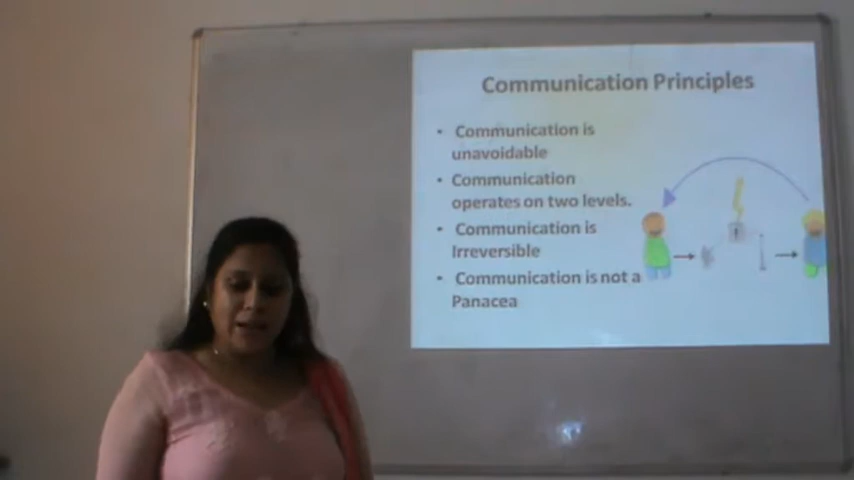 Communication Principles
• Communication is
unavoidable
• Communication
operates on two levels.
• Communication is
Irreversible
• Communication is not a
Panacea